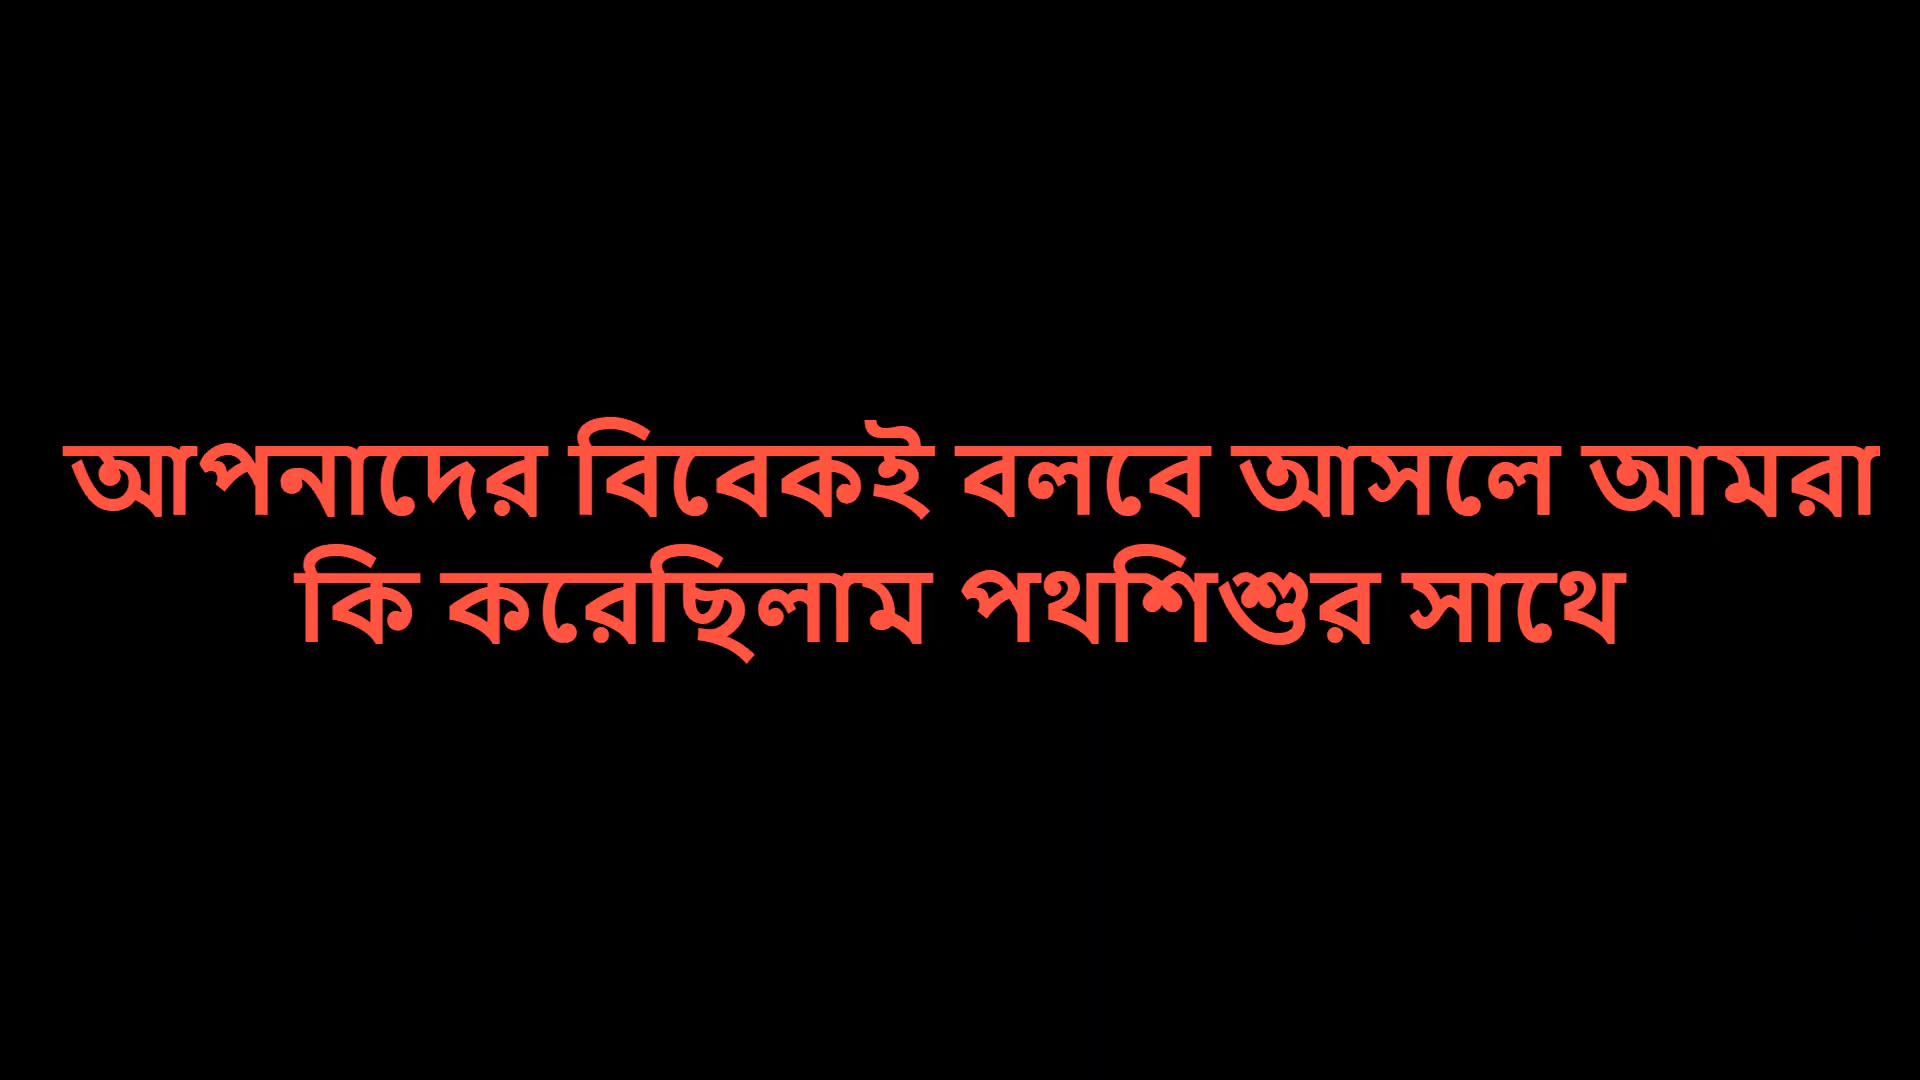 আপনাদের বিবেকই বলবে আসলে আমরা
কি করেছিলাম পথশিশুর সাথে